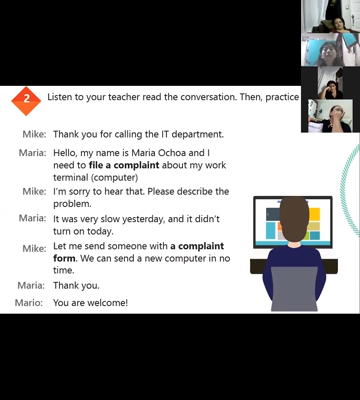 2 Listen to your teacher read the conversation. Then, practice
Mike: Thank you for calling the IT department.
Maria: Hello, my name is Maria Ochoa and I
need to file a complaint about my work
terminal (computer)
Mike: I'm sorry to hear that. Please describe the
problem.
Maria: It was very slow yesterday, and it didn't
turn on today.
Mike: Let me send someone with a complaint
form. We can send a new computer in no
time.
Maria: Thank you.
Mario: You are welcome!